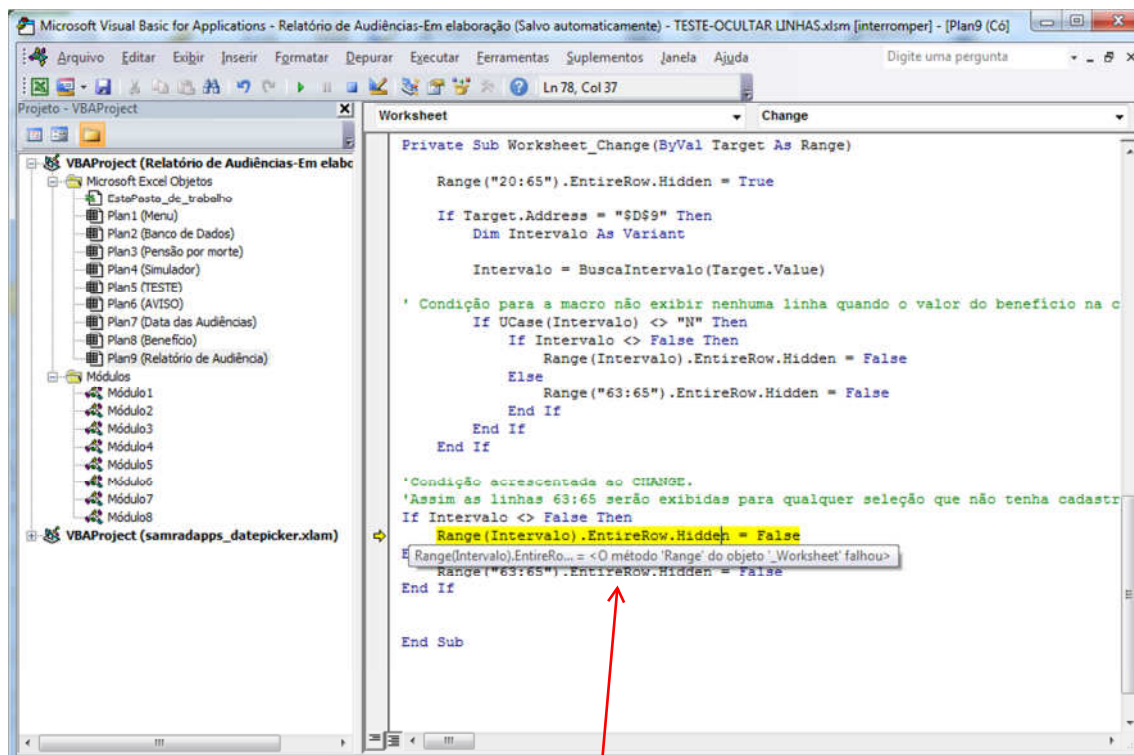 Microsoft Visual Basic for Applications - Relatório de Audiências-Em elaboração (Salvo automaticamente) - TESTE-OCULTAR LINHAS.xlsm [interromper] - [Plan9 (Có]
Arquivo Editar Exibir Inserir Formatar Depurar Executar Ferramentas Suplementos Janela Ajuda Digite uma pergunta
Ln 78, Col 37
Projeto - VBAProject
VBAProject (Relatório de Audiências-Em elabo
Microsoft Excel Objetos
EstaPasta_de_trabalho
Plan1 (Menu)
Plan2 (Banco de Dados)
Plan3 (Pensão por morte)
Plan4 (Simulador)
Plan5 (TESTE)
Plan6 (AVISO)
Plan7 (Data das Audiências)
Plan8 (Benefício)
Plan9 (Relatório de Audiência)
Módulos
Módulo1
Módulo2
Módulo3
Módulo4
Módulo5
Módulo6
Módulo7
Módulo8
VBAProject (samradapps_datepicker.xlam)
Worksheet Change
Private Sub Worksheet_Change(ByVal Target As Range)
Range("20:65").EntireRow.Hidden = True
If Target.Address = "$D$9" Then
Dim Intervalo As Variant
Intervalo = BuscaIntervalo(Target.Value)
' Condição para a macro não exibir nenhuma linha quando o valor do benefício na c
If UCase(Intervalo) <> "N" Then
If Intervalo <> False Then
Range(Intervalo).EntireRow.Hidden = False
Else
Range("63:65").EntireRow.Hidden = False
End If
End If
End If
'Condição acrescentada ao CHANGE.
'Assim as linhas 63:65 serão exibidas para qualquer seleção que não tenha cadastr
If Intervalo <> False Then
Range(Intervalo).EntireRow.Hidden = False
E Range(Intervalo).EntireRo... = <O método 'Range' do objeto '_Worksheet' falhou>
Range("63:65").EntireRow.Hidden = False
End If
End Sub